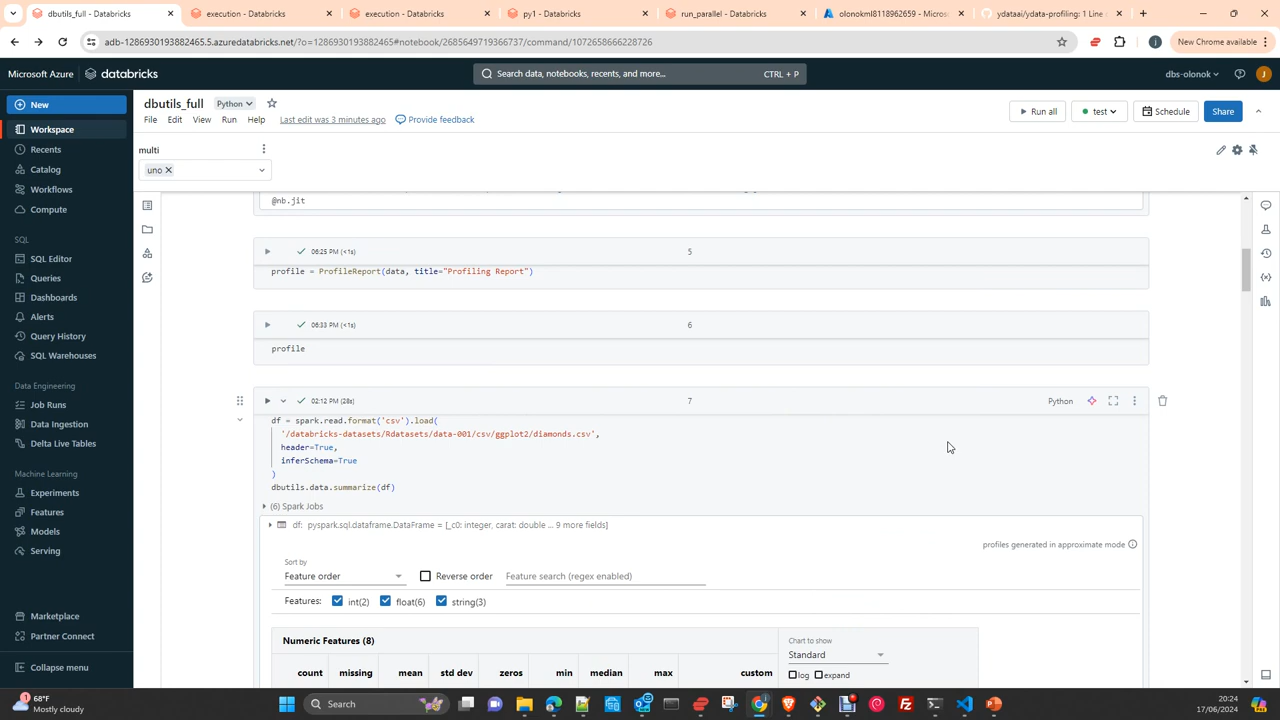 dbutils_full - Databricks
execution - Databricks
execution - Databricks
py1 - Databricks
run_parallel - Databricks
olonokml8118962659 - Micros
ydataai/ydata-profiling: 1 Line
adb-1286930193882465.5.azuredatabricks.net/?o=1286930193882465#notebook/2685649719366737/command/1072658666228726
New Chrome available
Microsoft Azure
databricks
Search data, notebooks, recents, and more...
CTRL + P
dbs-olonok
J
New
dbutils_full
Python
File
Edit
View
Run
Help
Last edit was 3 minutes ago
Provide feedback
Run all
test
Schedule
Share
Workspace
Recents
Catalog
Workflows
Compute
SQL
SQL Editor
Queries
Dashboards
Alerts
Query History
SQL Warehouses
Data Engineering
Job Runs
Data Ingestion
Delta Live Tables
Machine Learning
Experiments
Features
Models
Serving
Marketplace
Partner Connect
Collapse menu
multi
uno
@nb.jit
06:25 PM (<1s)
5
profile = ProfileReport(data, title="Profiling Report")
06:33 PM (<1s)
6
profile
02:12 PM (28s)
7
Python
df = spark.read.format('csv').load(
'/databricks-datasets/Rdatasets/data-001/csv/ggplot2/diamonds.csv',
header=True,
inferSchema=True
)
dbutils.data.summarize(df)
(6) Spark Jobs
df: pyspark.sql.dataframe.DataFrame = [_c0: integer, carat: double ... 9 more fields]
profiles generated in approximate mode
Sort by
Feature order
Reverse order
Feature search (regex enabled)
Features:
int(2)
float(6)
string(3)
Numeric Features (8)
Chart to show
Standard
log
expand
count
missing
mean
std dev
zeros
min
median
max
custom
68°F
Mostly cloudy
Search
20:24
17/06/2024